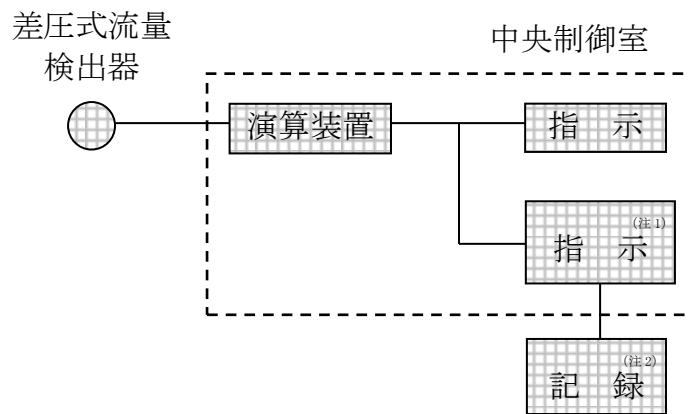 差圧式流量
検出器
中央制御室
演算装置
指 示
指 示(注1)
記 録(注2)